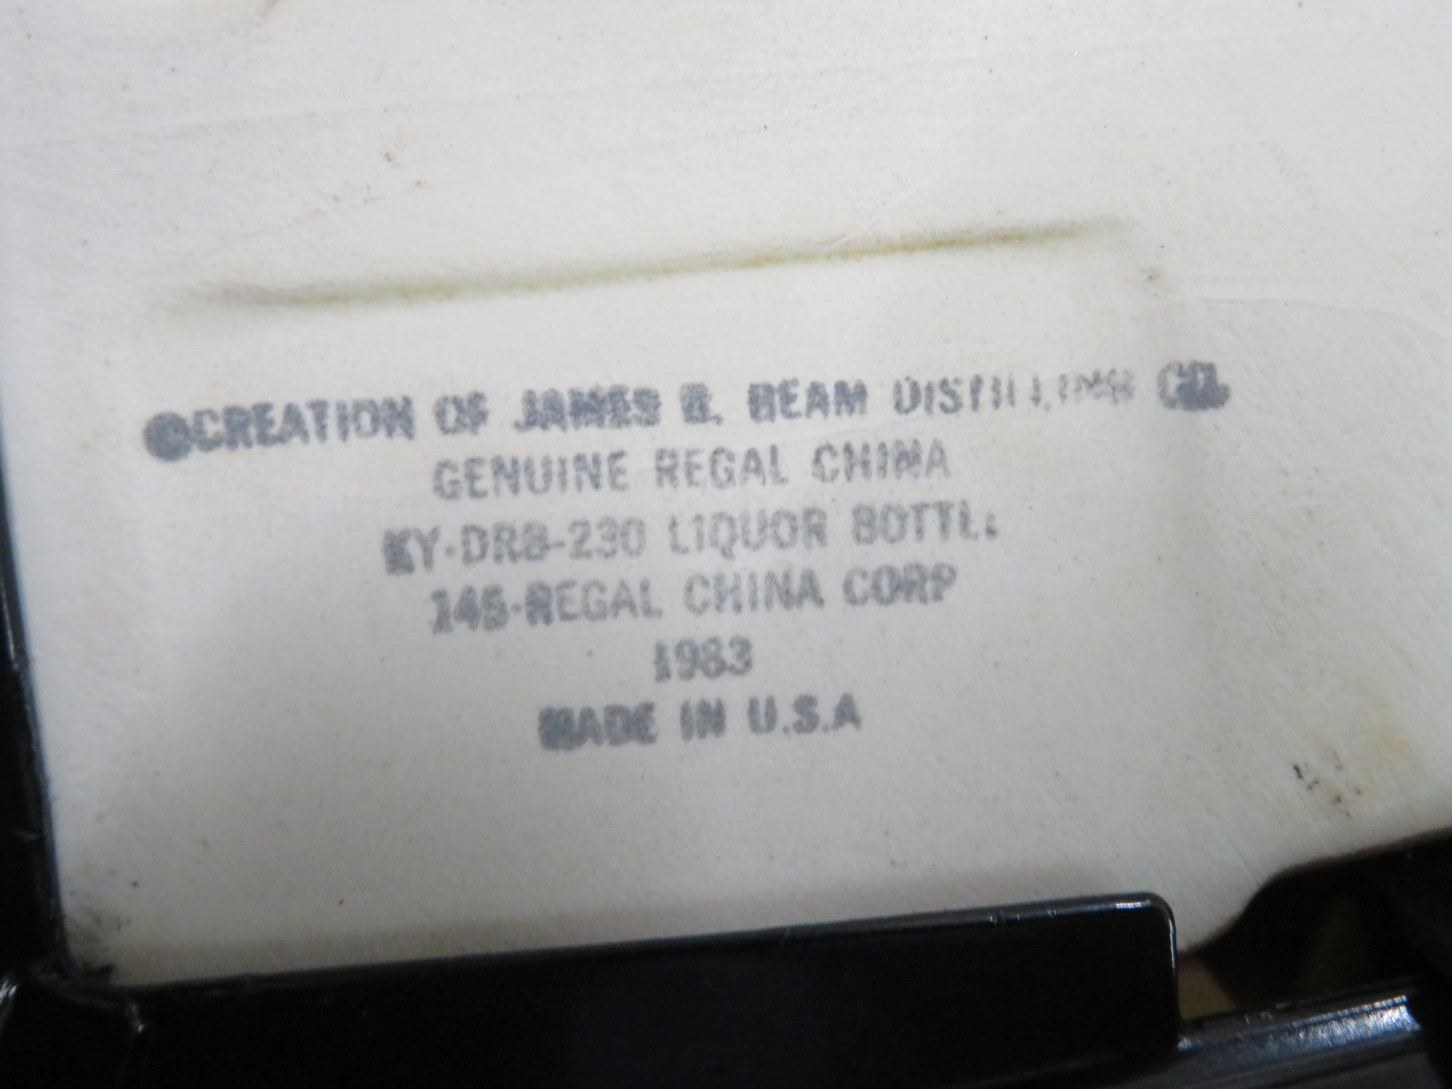 ©CREATION OF JAMES B. BEAM DISTILLING CO.
GENUINE REGAL CHINA
KY-DRB-230 LIQUOR BOTTLE
145-REGAL CHINA CORP
1983
MADE IN U.S.A